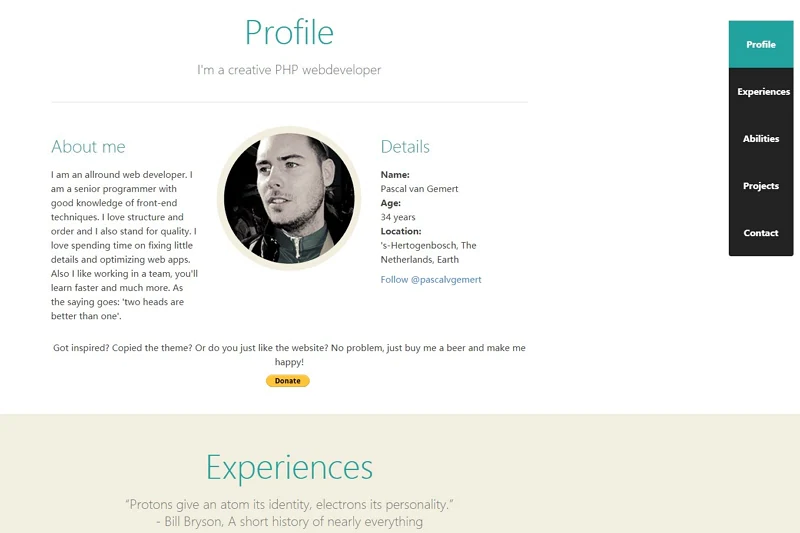 Profile
I'm a creative PHP webdeveloper
About me
I am an allround web developer. I
am a senior programmer with
good knowledge of front-end
techniques. I love structure and
order and I also stand for quality. I
love spending time on fixing little
details and optimizing web apps.
Also I like working in a team, you'll
learn faster and much more. As
the saying goes: 'two heads are
better than one'.
Details
Name:
Pascal van Gemert
Age:
34 years
Location:
's-Hertogenbosch, The
Netherlands, Earth
Follow @pascalvgemert
Got inspired? Copied the theme? Or do you just like the website? No problem, just buy me a beer and make me
happy!
Donate
Experiences
“Protons give an atom its identity, electrons its personality.”
- Bill Bryson, A short history of nearly everything
Profile
Experiences
Abilities
Projects
Contact